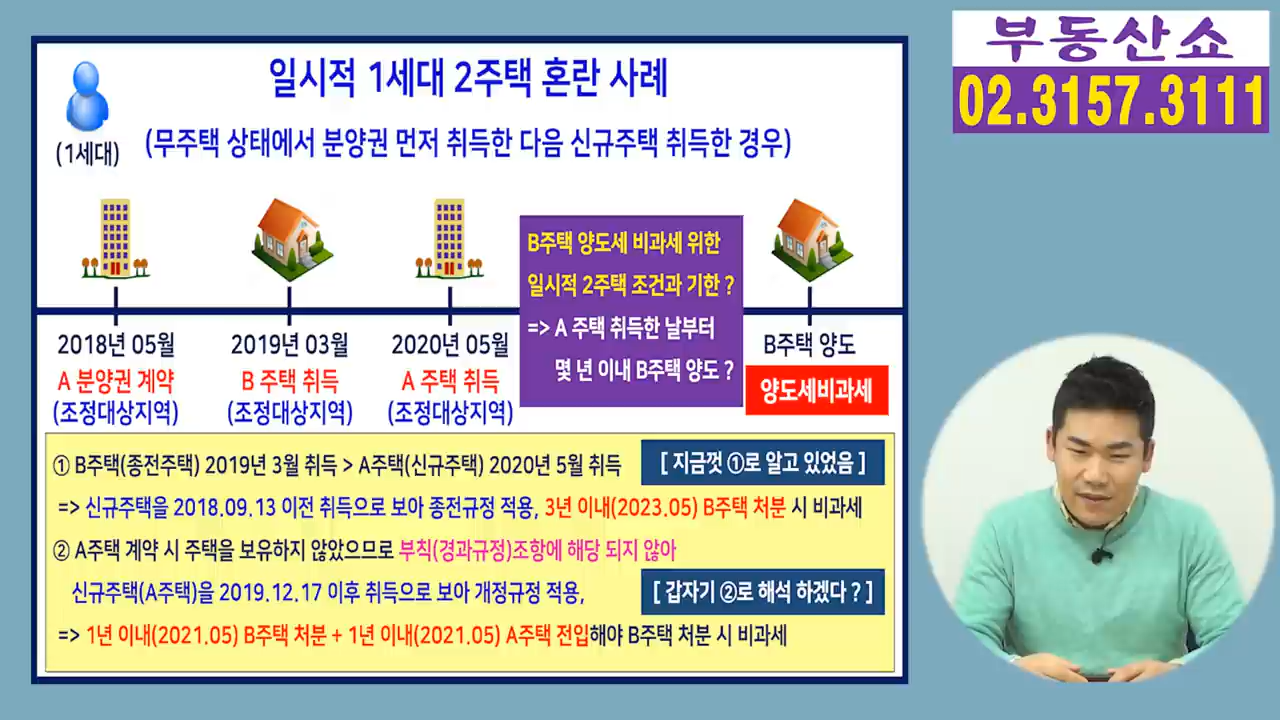 부동산쇼
02.3157.3111
일시적 1세대 2주택 혼란 사례
(1세대)
(무주택 상태에서 분양권 먼저 취득한 다음 신규주택 취득한 경우)
2018년 05월
A 분양권 계약
(조정대상지역)
2019년 03월
B 주택 취득
(조정대상지역)
2020년 05월
A 주택 취득
(조정대상지역)
B주택 양도세 비과세 위한
일시적 2주택 조건과 기한 ?
=> A 주택 취득한 날부터
몇 년 이내 B주택 양도 ?
B주택 양도
양도세비과세
① B주택(종전주택) 2019년 3월 취득 > A주택(신규주택) 2020년 5월 취득
[ 지금껏 ①로 알고 있었음 ]
=> 신규주택을 2018.09.13 이전 취득으로 보아 종전규정 적용, 3년 이내(2023.05) B주택 처분 시 비과세
② A주택 계약 시 주택을 보유하지 않았으므로 부칙(경과규정)조항에 해당 되지 않아
신규주택(A주택)을 2019.12.17 이후 취득으로 보아 개정규정 적용,
[ 갑자기 ②로 해석 하겠다 ? ]
=> 1년 이내(2021.05) B주택 처분 + 1년 이내(2021.05) A주택 전입해야 B주택 처분 시 비과세